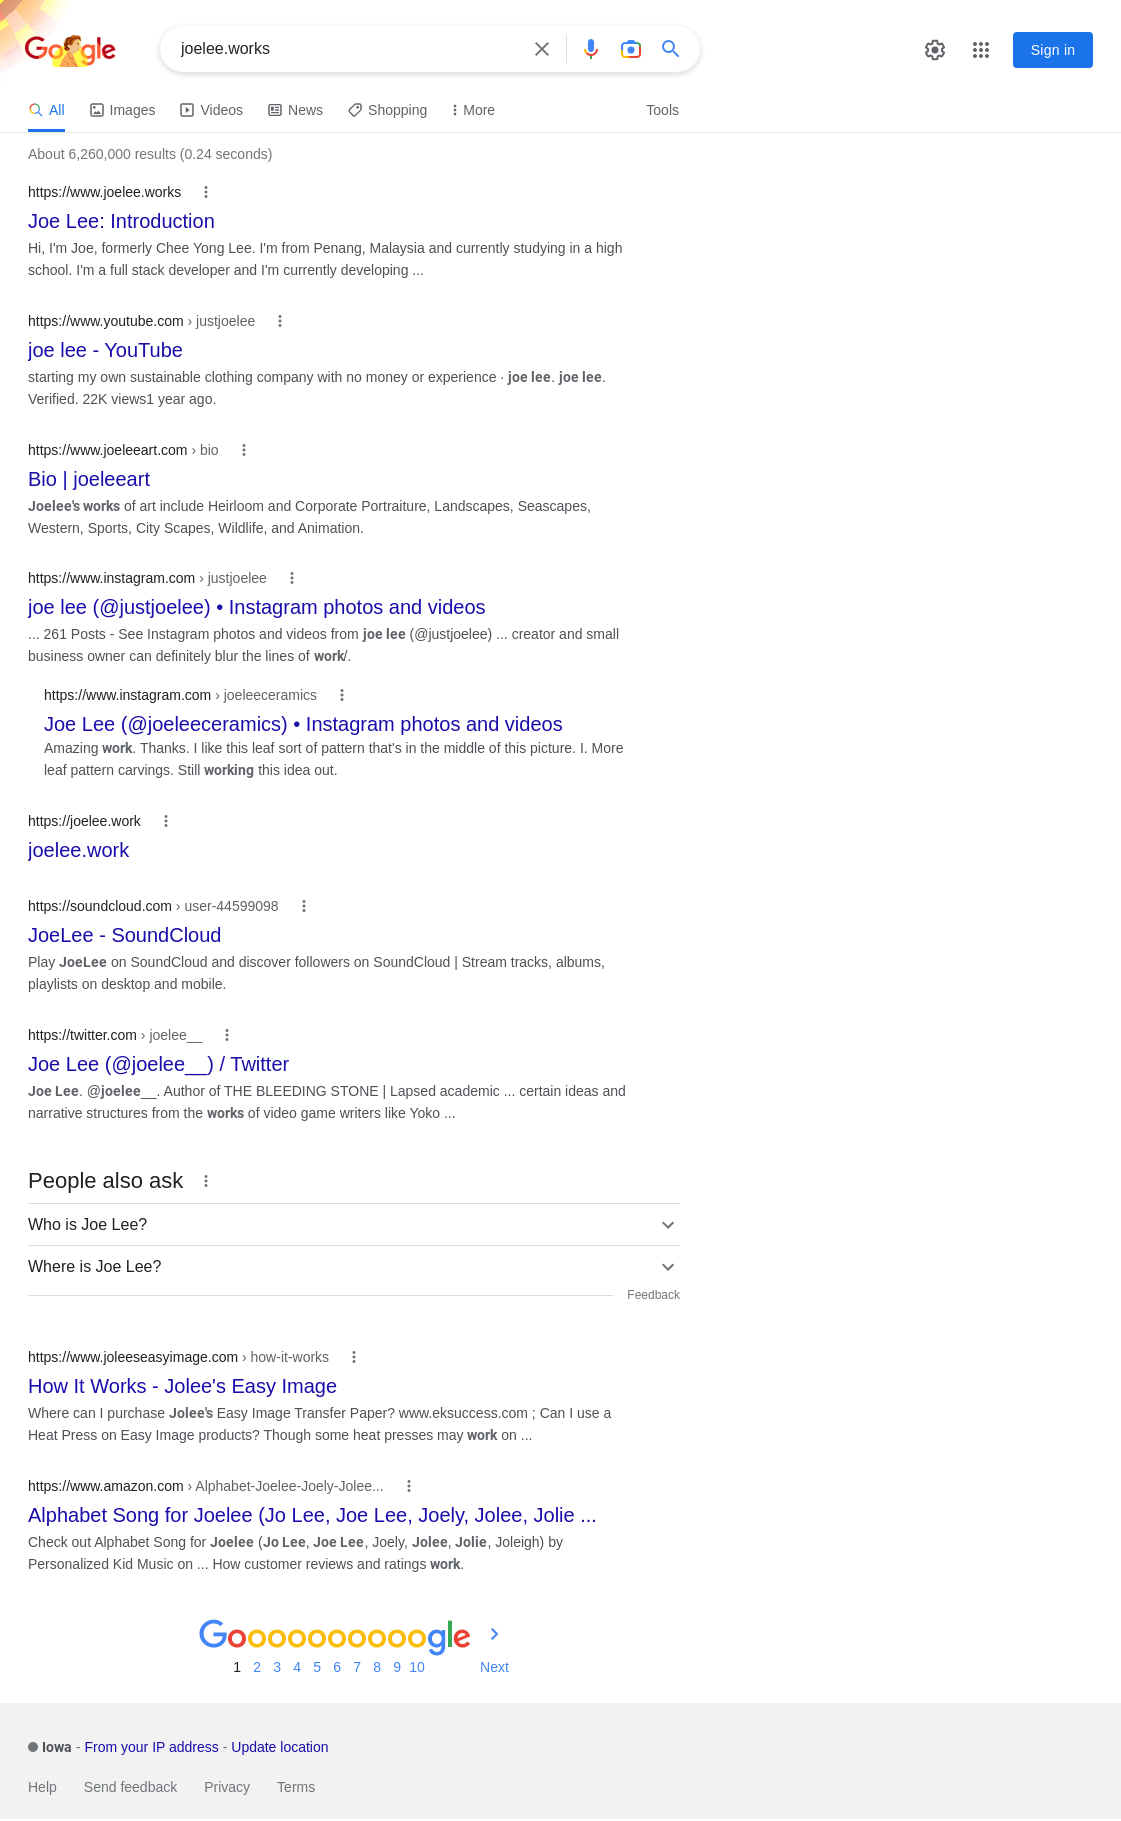 Google
joelee.works
Sign in
All Images Videos News Shopping More Tools
About 6,260,000 results (0.24 seconds)
https://www.joelee.works
Joe Lee: Introduction
Hi, I'm Joe, formerly Chee Yong Lee. I'm from Penang, Malaysia and currently studying in a high
school. I'm a full stack developer and I'm currently developing ...
https://www.youtube.com › justjoelee
joe lee - YouTube
starting my own sustainable clothing company with no money or experience · joe lee. joe lee.
Verified. 22K views1 year ago.
https://www.joeleeart.com › bio
Bio | joeleeart
Joelee's works of art include Heirloom and Corporate Portraiture, Landscapes, Seascapes,
Western, Sports, City Scapes, Wildlife, and Animation.
https://www.instagram.com › justjoelee
joe lee (@justjoelee) • Instagram photos and videos
... 261 Posts - See Instagram photos and videos from joe lee (@justjoelee) ... creator and small
business owner can definitely blur the lines of work/.
https://www.instagram.com › joeleeceramics
Joe Lee (@joeleeceramics) • Instagram photos and videos
Amazing work. Thanks. I like this leaf sort of pattern that's in the middle of this picture. I. More
leaf pattern carvings. Still working this idea out.
https://joelee.work
joelee.work
https://soundcloud.com › user-44599098
JoeLee - SoundCloud
Play JoeLee on SoundCloud and discover followers on SoundCloud | Stream tracks, albums,
playlists on desktop and mobile.
https://twitter.com › joelee__
Joe Lee (@joelee__) / Twitter
Joe Lee. @joelee__. Author of THE BLEEDING STONE | Lapsed academic ... certain ideas and
narrative structures from the works of video game writers like Yoko ...
People also ask
Who is Joe Lee?
Where is Joe Lee?
Feedback
https://www.joleeseasyimage.com › how-it-works
How It Works - Jolee's Easy Image
Where can I purchase Jolee's Easy Image Transfer Paper? www.eksuccess.com ; Can I use a
Heat Press on Easy Image products? Though some heat presses may work on ...
https://www.amazon.com › Alphabet-Joelee-Joely-Jolee...
Alphabet Song for Joelee (Jo Lee, Joe Lee, Joely, Jolee, Jolie ...
Check out Alphabet Song for Joelee (Jo Lee, Joe Lee, Joely, Jolee, Jolie, Joleigh) by
Personalized Kid Music on ... How customer reviews and ratings work.
Goooooooooogle
1 2 3 4 5 6 7 8 9 10 Next
Iowa - From your IP address - Update location
Help Send feedback Privacy Terms